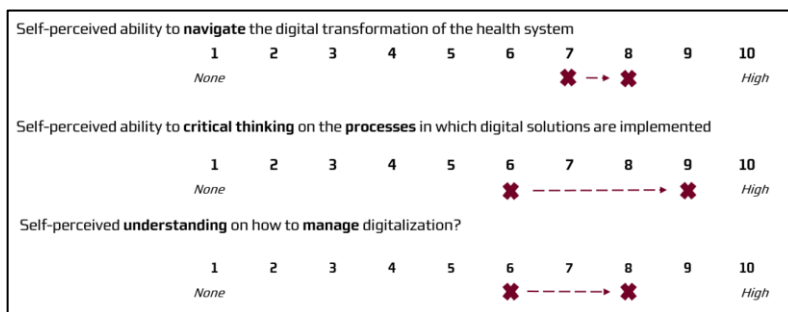 Self-perceived ability to navigate the digital transformation of the health system
1 2 3 4 5 6 7 8 9 10
None High
Self-perceived ability to critical thinking on the processes in which digital solutions are implemented
1 2 3 4 5 6 7 8 9 10
None High
Self-perceived understanding on how to manage digitalization?
1 2 3 4 5 6 7 8 9 10
None High